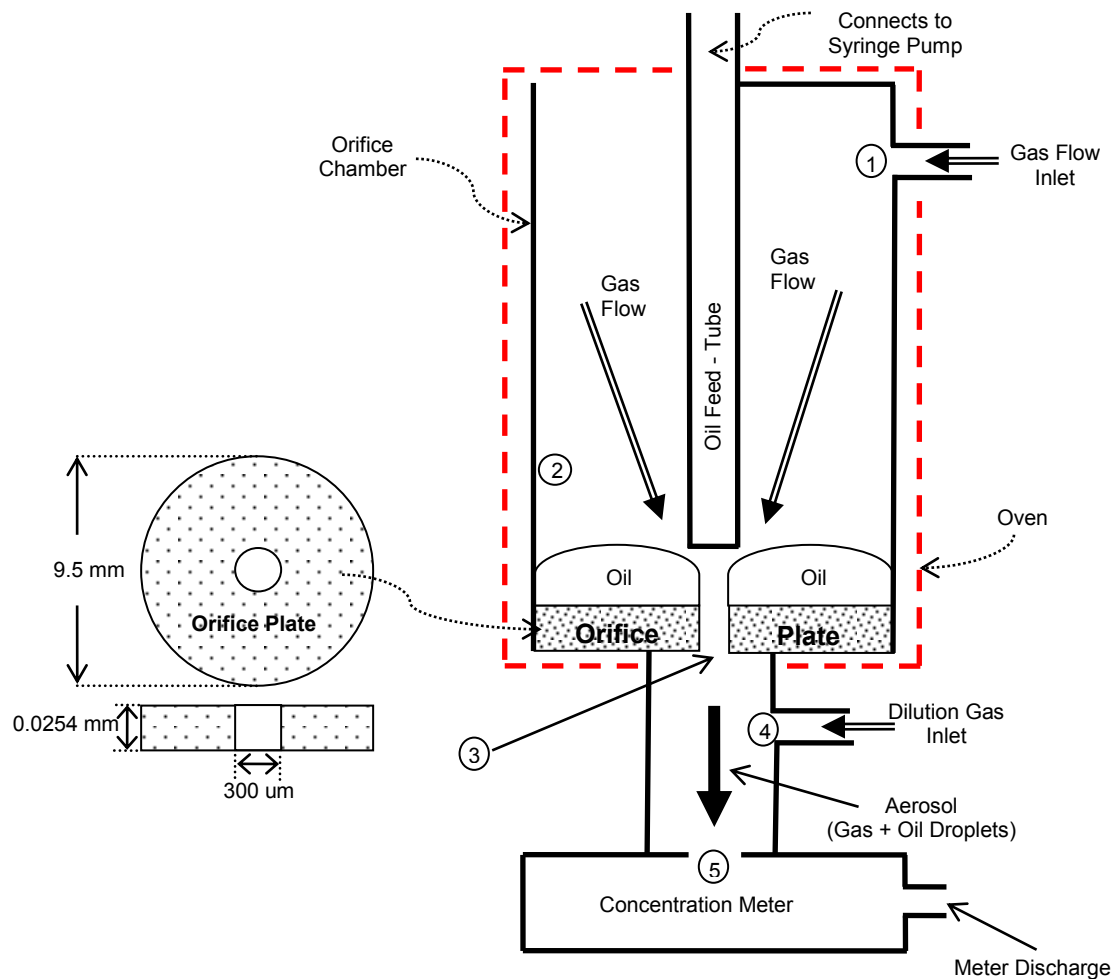 Connects to
Syringe Pump
Orifice
Chamber
1
Gas Flow
Inlet
Gas
Flow
Gas
Flow
Oil Feed - Tube
2
Oven
9.5 mm
Orifice Plate
Oil
Oil
Orifice
Plate
0.0254 mm
300 um
3
4
Dilution Gas
Inlet
Aerosol
(Gas + Oil Droplets)
5
Concentration Meter
Meter Discharge